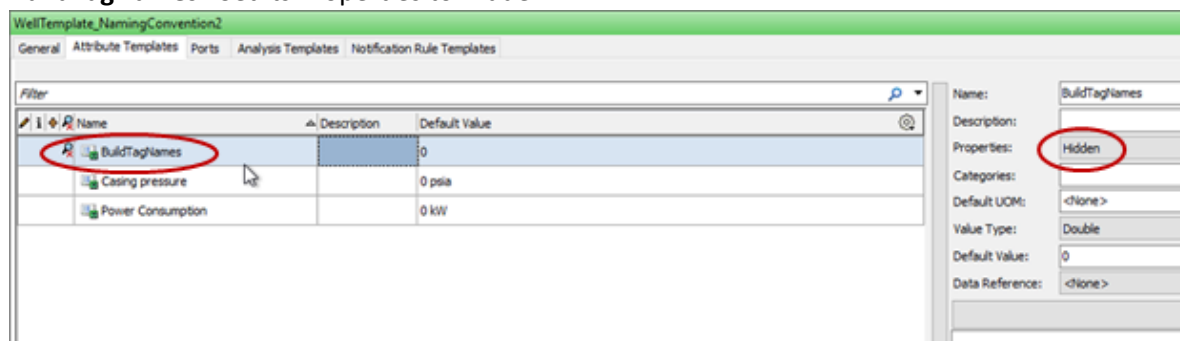 WellTemplate_NamingConvention2
General Attribute Templates Ports Analysis Templates Notification Rule Templates
Filter
Name Description Default Value
BuildTagNames 0
Casing pressure 0 psia
Power Consumption 0 kW
Name: BuildTagNames
Description:
Properties: Hidden
Categories:
Default UOM: <None>
Value Type: Double
Default Value: 0
Data Reference: <None>